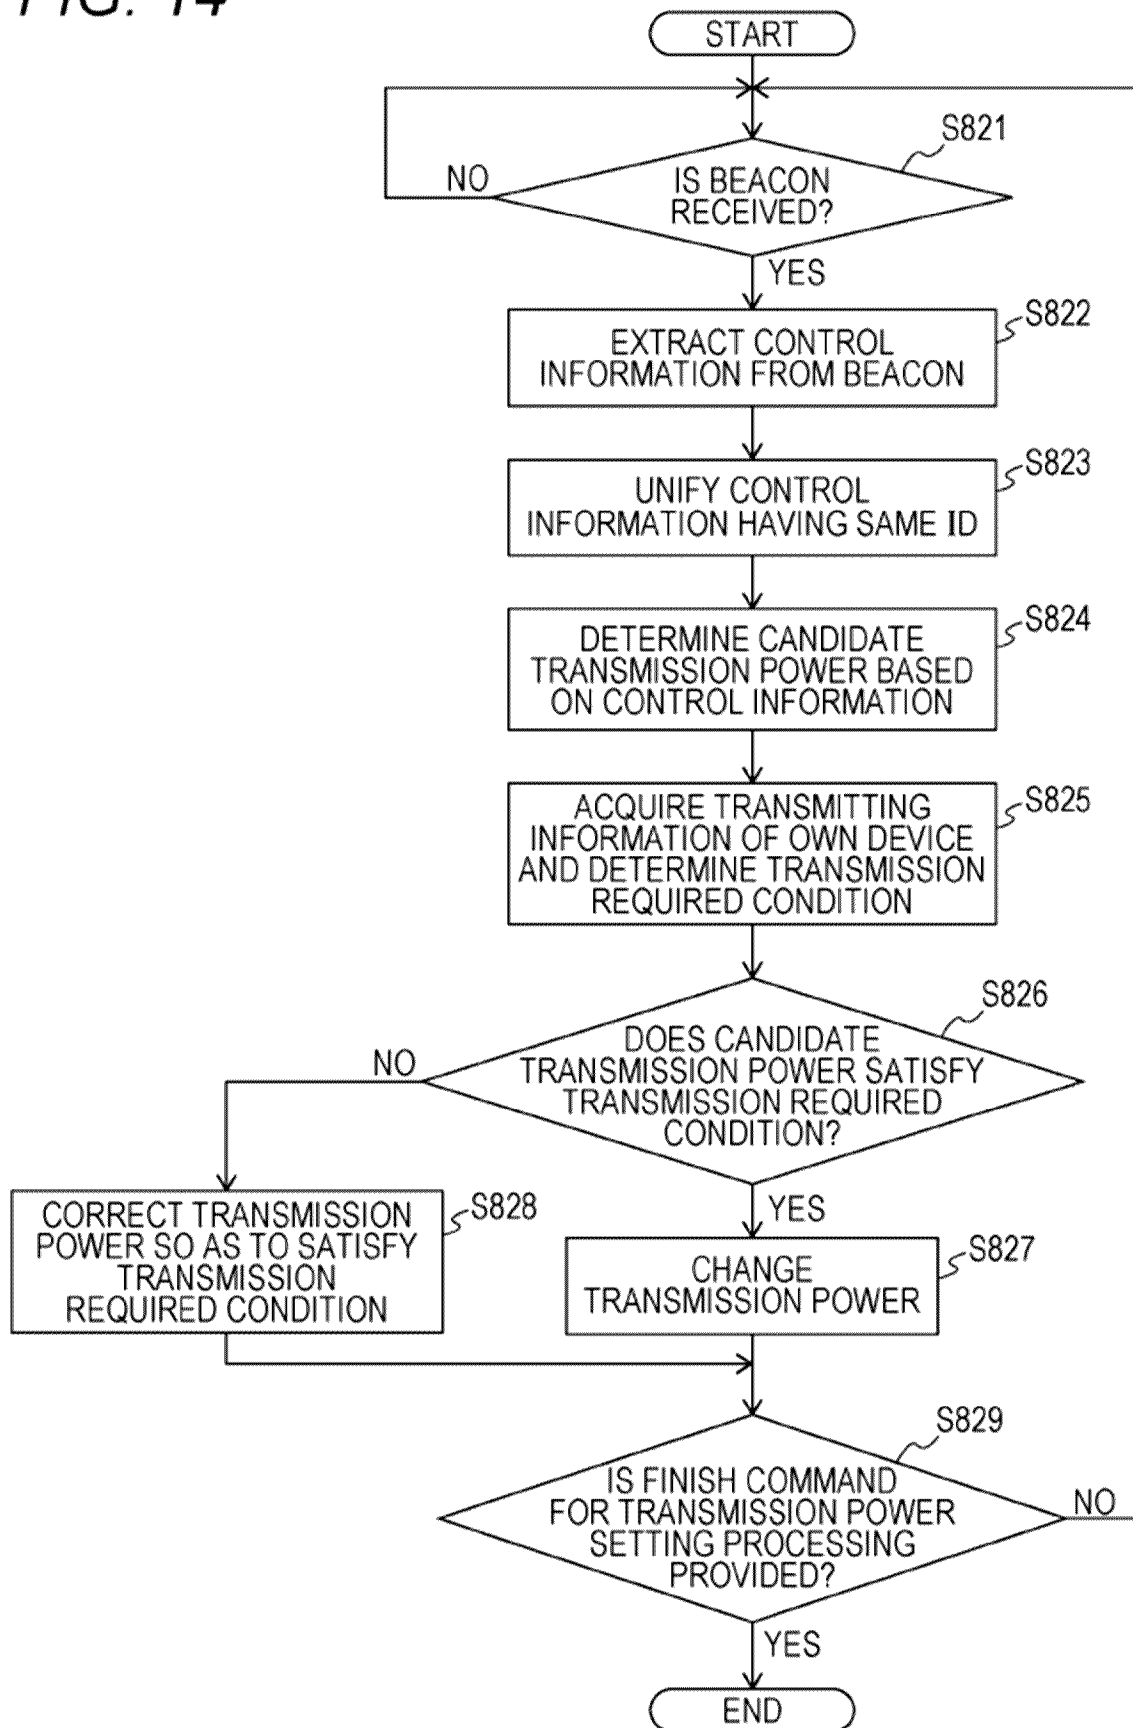 FIG. 14
START
S821
NO
IS BEACON
RECEIVED?
YES
S822
EXTRACT CONTROL
INFORMATION FROM BEACON
S823
UNIFY CONTROL
INFORMATION HAVING SAME ID
S824
DETERMINE CANDIDATE
TRANSMISSION POWER BASED
ON CONTROL INFORMATION
S825
ACQUIRE TRANSMITTING
INFORMATION OF OWN DEVICE
AND DETERMINE TRANSMISSION
REQUIRED CONDITION
S826
NO
DOES CANDIDATE
TRANSMISSION POWER SATISFY
TRANSMISSION REQUIRED
CONDITION?
YES
S828
CORRECT TRANSMISSION
POWER SO AS TO SATISFY
TRANSMISSION
REQUIRED CONDITION
S827
CHANGE
TRANSMISSION POWER
S829
IS FINISH COMMAND
FOR TRANSMISSION POWER
SETTING PROCESSING
PROVIDED?
NO
YES
END